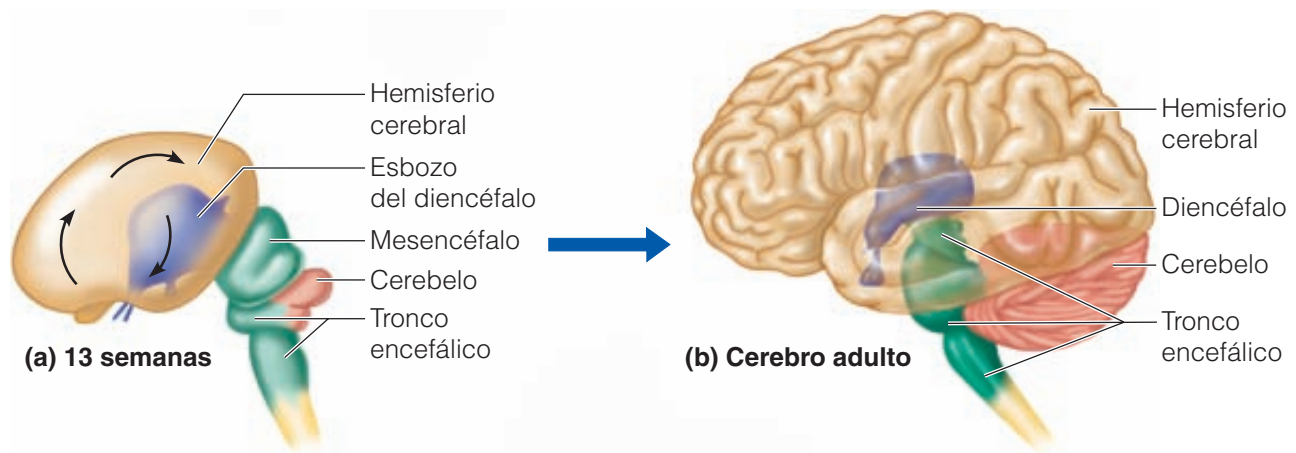 Hemisferio
cerebral
Esbozo
del diencéfalo
Mesencéfalo
Cerebelo
Tronco
encefálico
(a) 13 semanas
Hemisferio
cerebral
Diencéfalo
Cerebelo
Tronco
encefálico
(b) Cerebro adulto